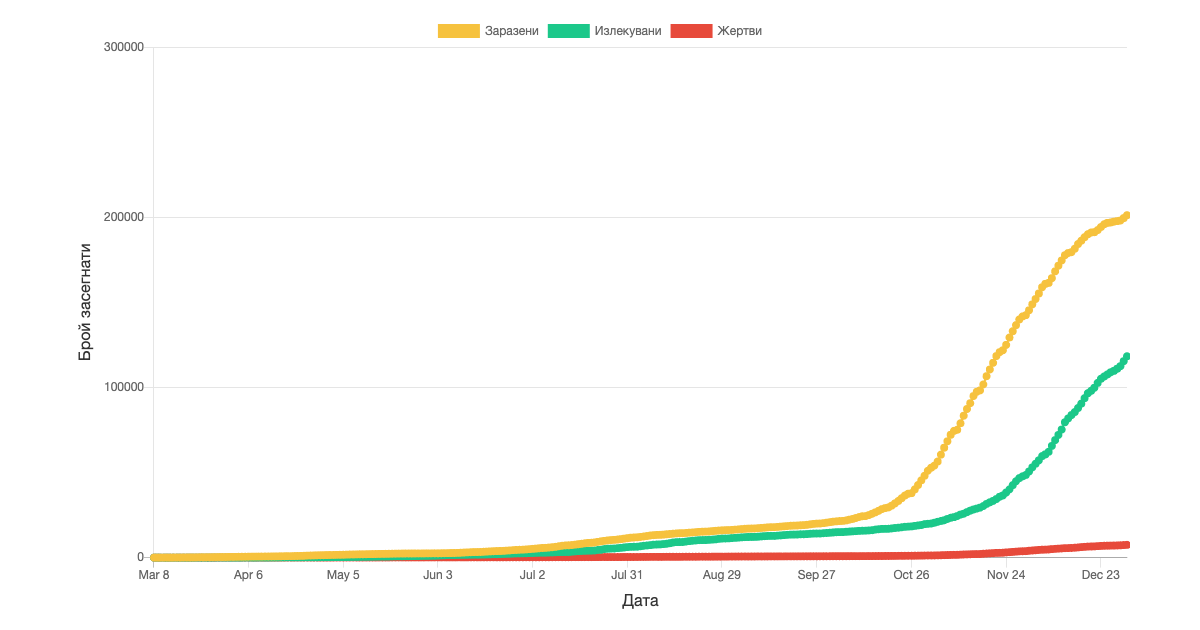 Заразени Излекувани Жертви
300000
200000
100000
0
Mar 8 Apr 6 May 5 Jun 3 Jul 2 Jul 31 Aug 29 Sep 27 Oct 26 Nov 24 Dec 23
Дата
Брой засегнати